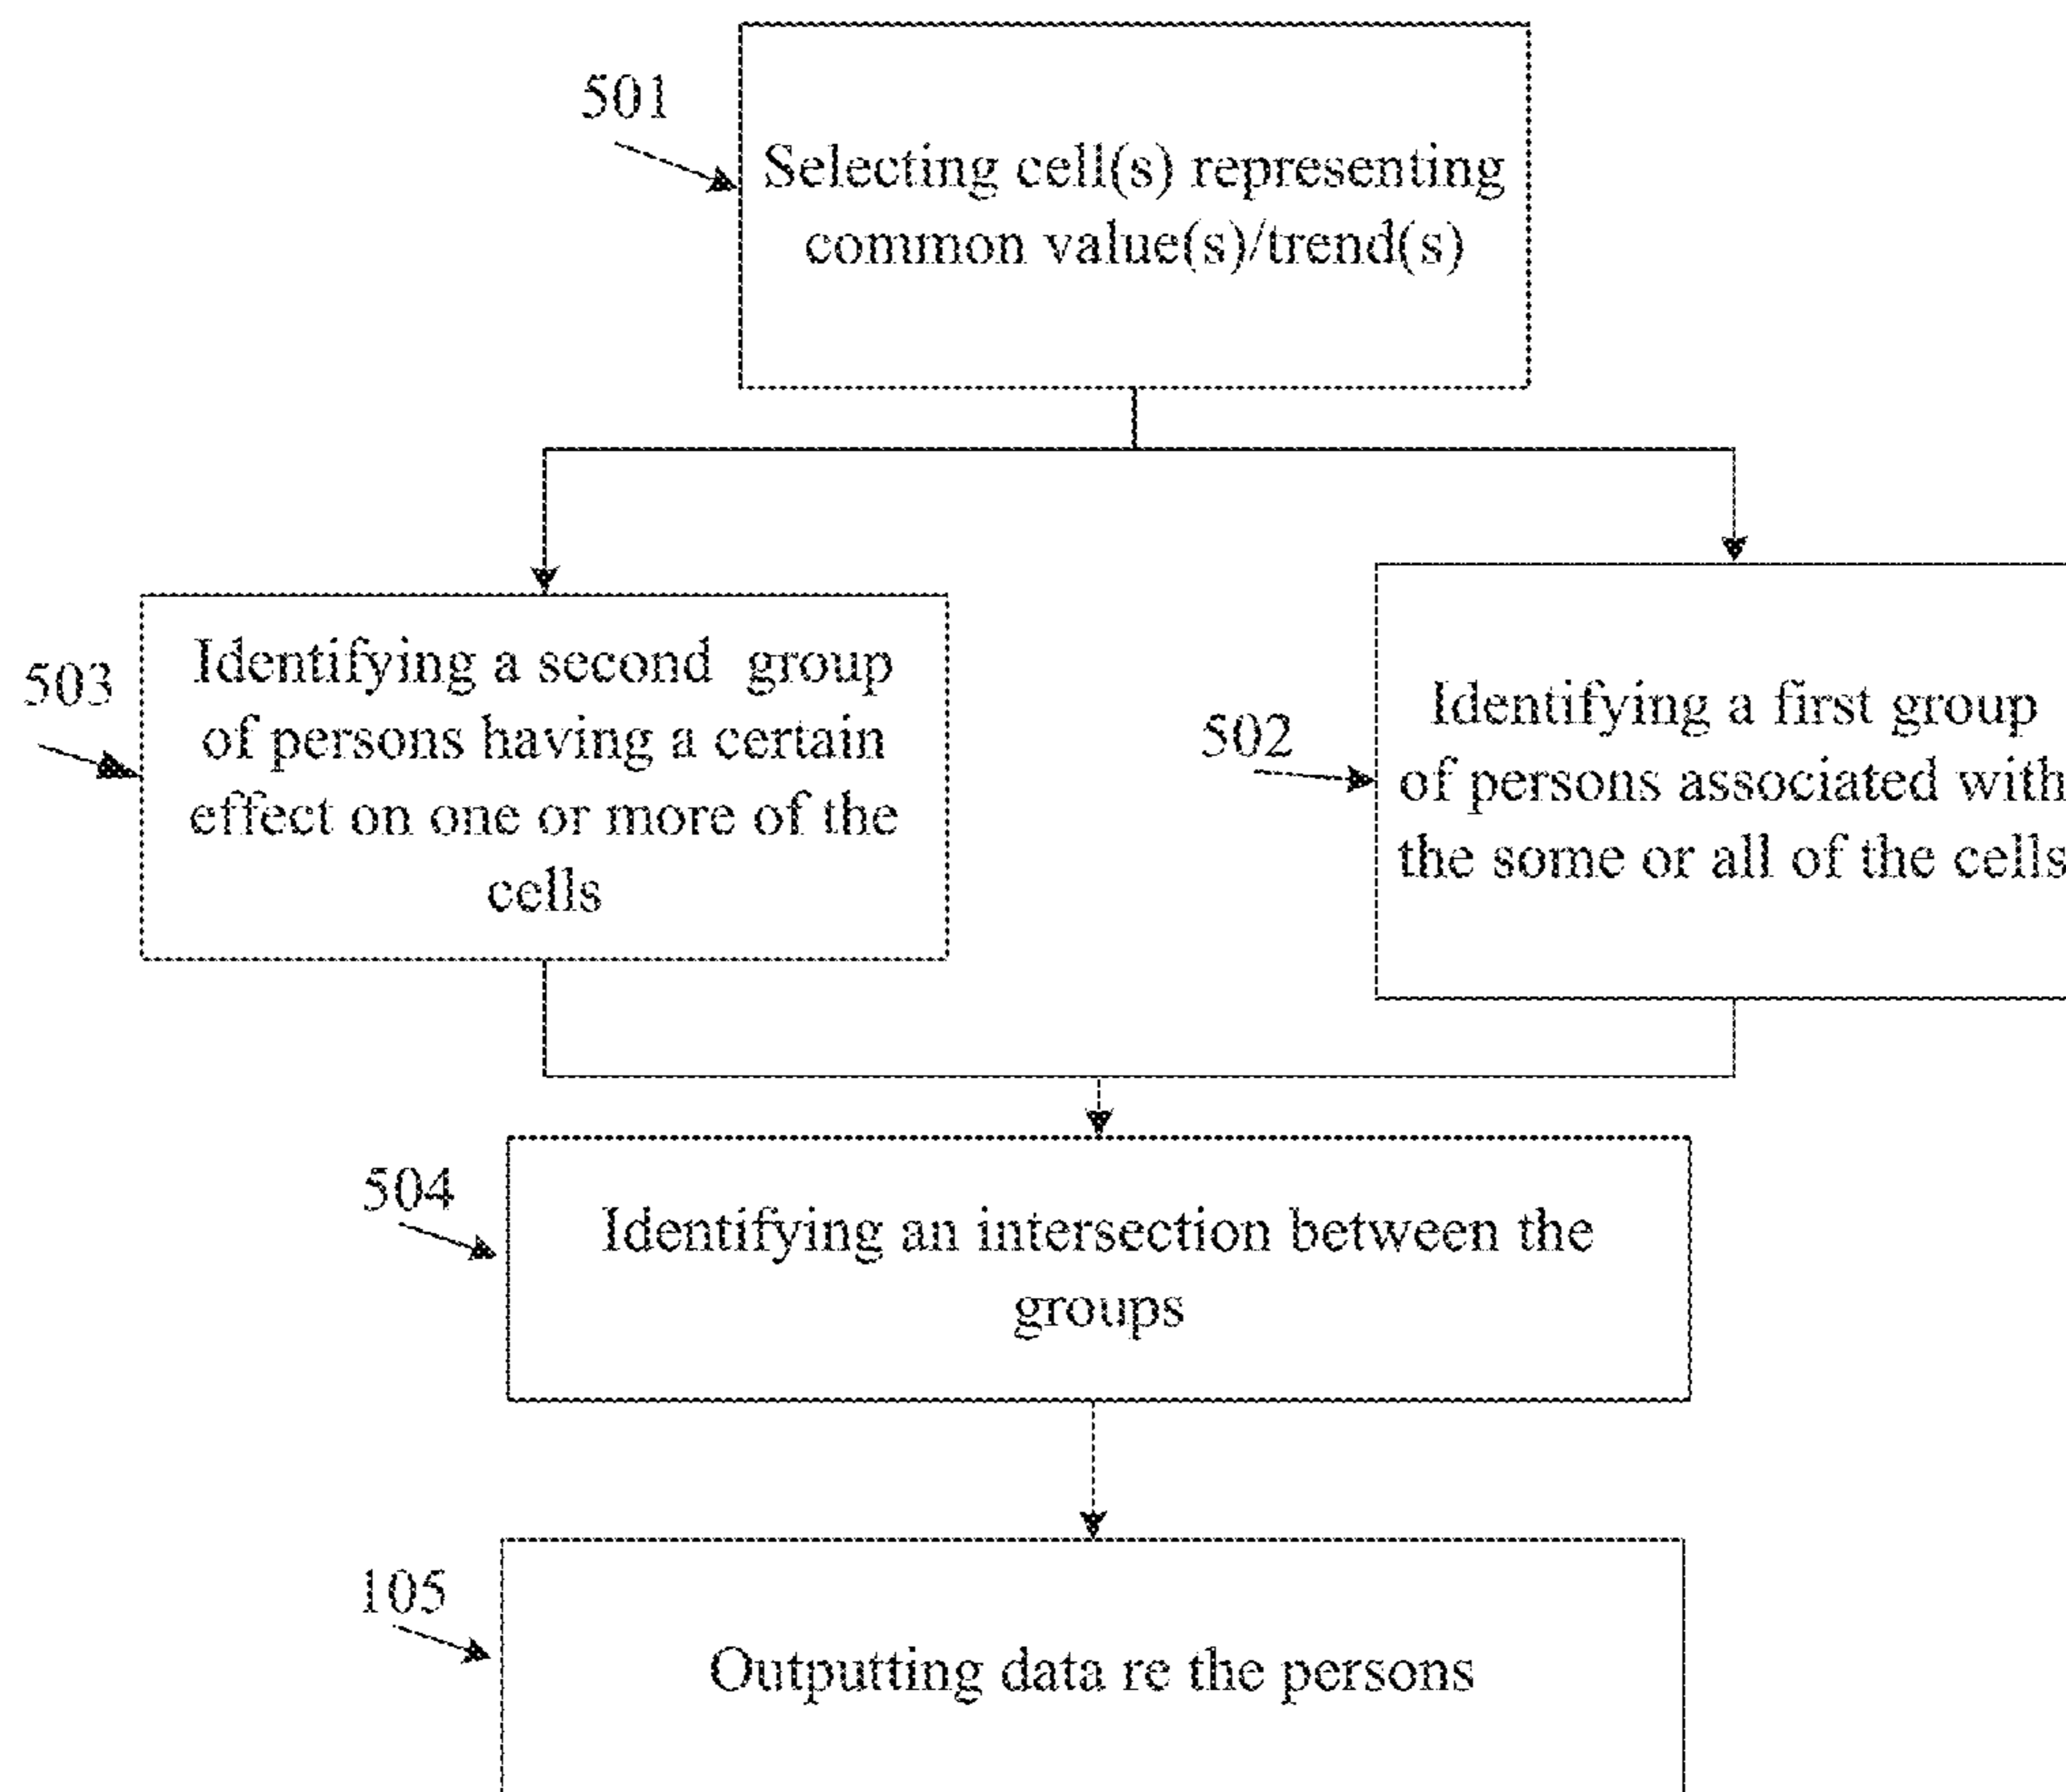 501
Selecting cell(s) representing
common value(s)/trend(s)
503
Identifying a second group
of persons having a certain
effect on one or more of the
cells
502
Identifying a first group
of persons associated with
the some or all of the cells
504
Identifying an intersection between the
groups
105
Outputting data re the persons